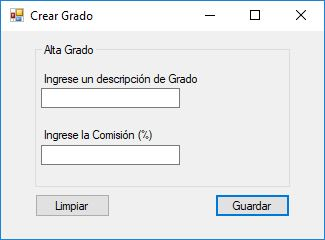 Crear Grado
Alta Grado
Ingrese un descripción de Grado
Ingrese la Comisión (%)
Limpiar
Guardar